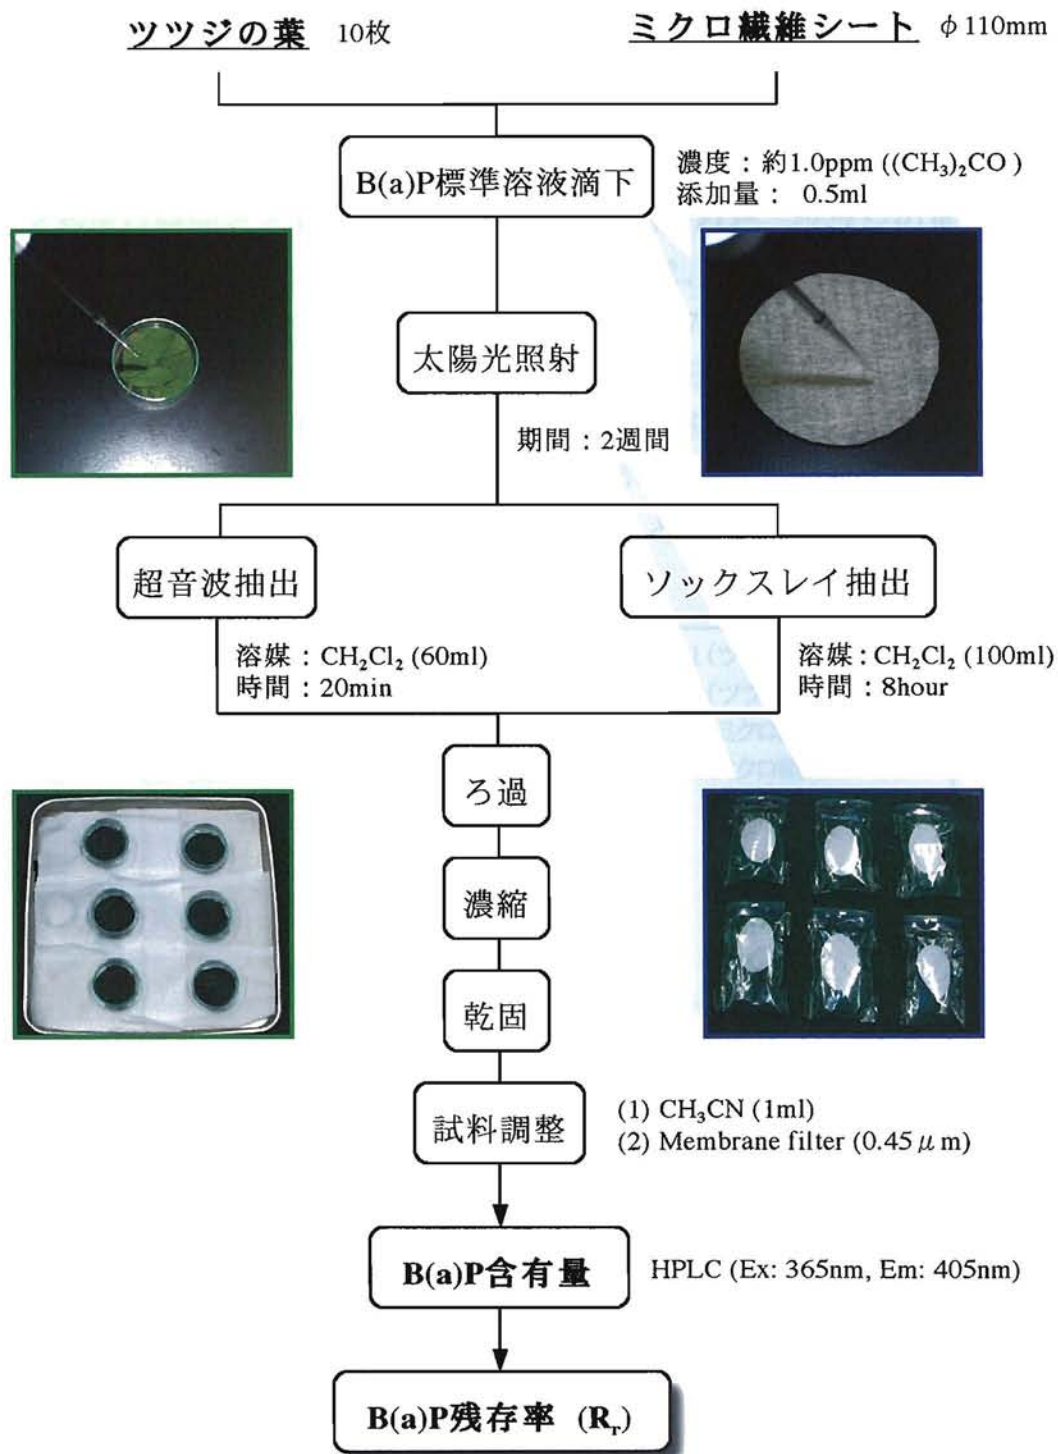 ツツジの葉 10枚
ミクロ繊維シート φ110mm
B(a)P標準溶液滴下
濃度：約1.0ppm ((CH₃)₂CO )
添加量： 0.5ml
太陽光照射
期間：2週間
超音波抽出
ソックスレイ抽出
溶媒：CH₂Cl₂ (60ml)
時間：20min
溶媒：CH₂Cl₂ (100ml)
時間：8hour
ろ過
濃縮
乾固
試料調整
(1) CH₃CN (1ml)
(2) Membrane filter (0.45μm)
B(a)P含有量
HPLC (Ex: 365nm, Em: 405nm)
B(a)P残存率 (Rᵣ)